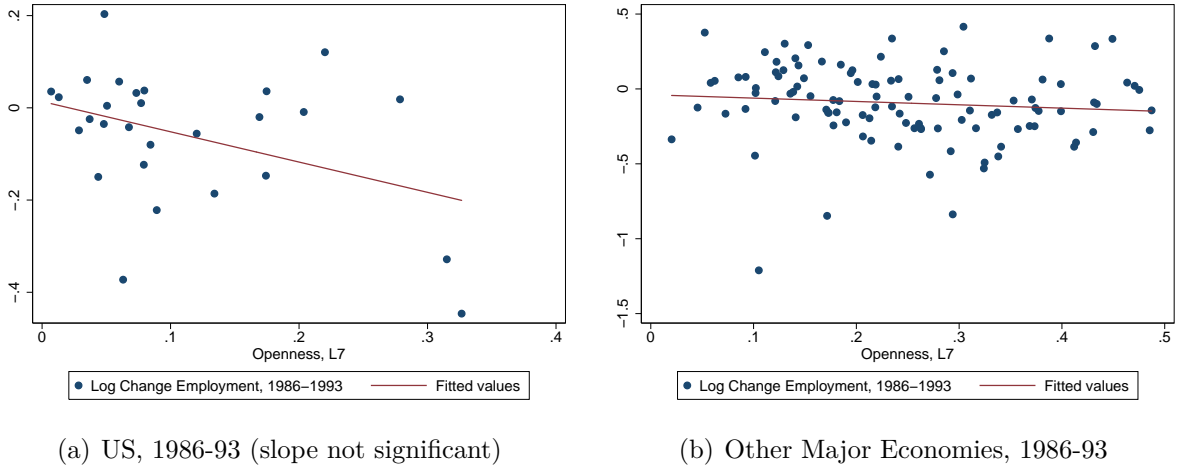 .2
0
−.2
−.4
0
.1
.2
.3
.4
Openness, L7
Log Change Employment, 1986−1993
Fitted values
(a) US, 1986-93 (slope not significant)
.5
0
−.5
−1
−1.5
0
.1
.2
.3
.4
.5
Openness, L7
Log Change Employment, 1986−1993
Fitted values
(b) Other Major Economies, 1986-93